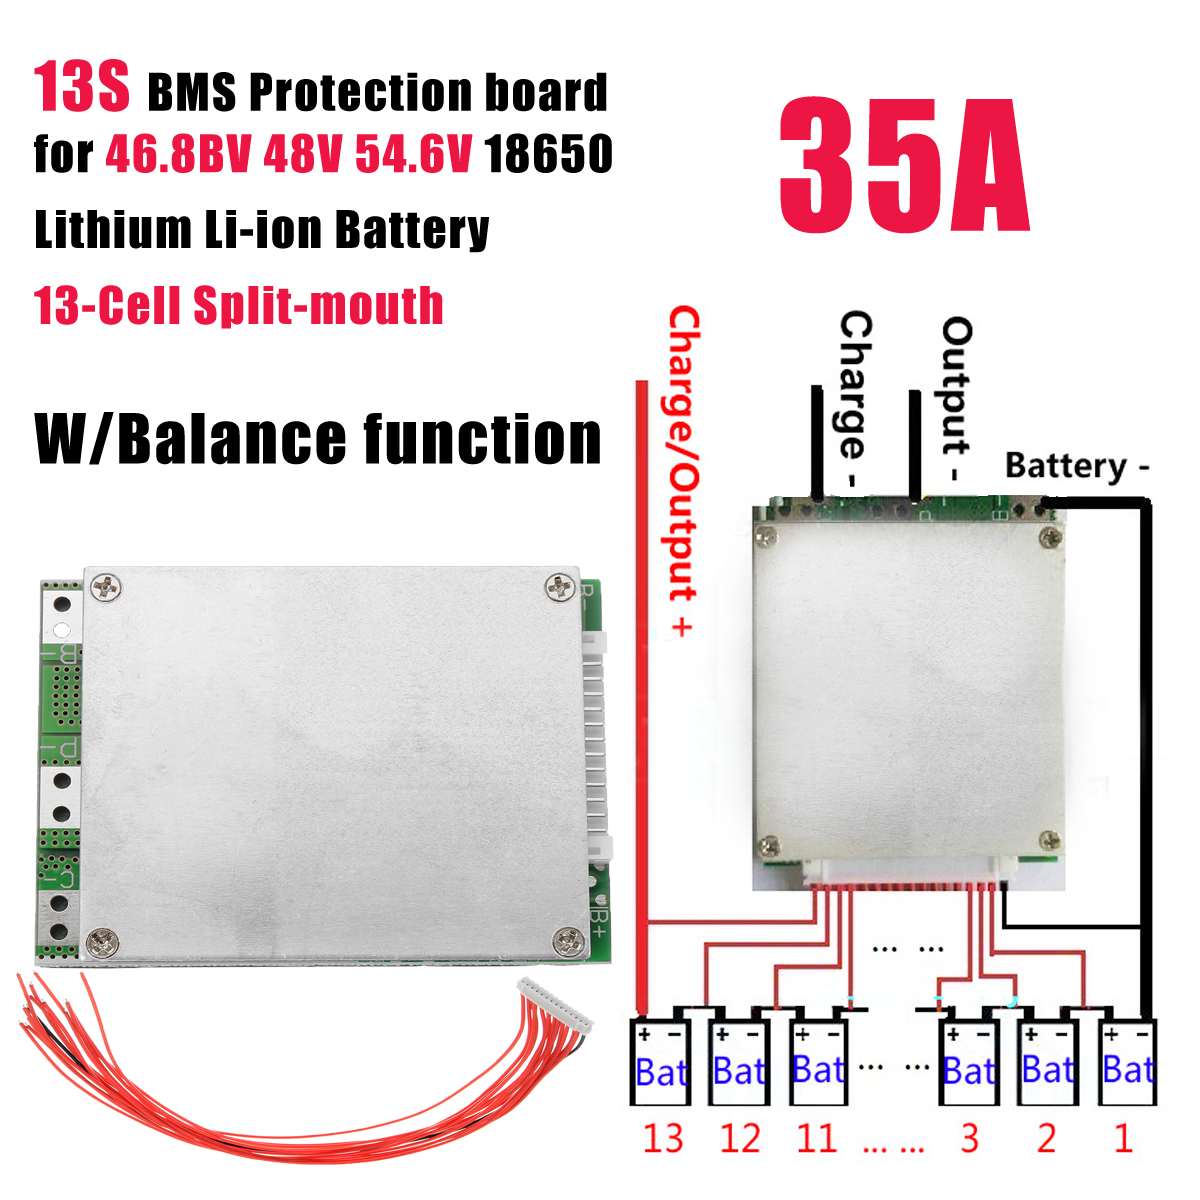 13S BMS Protection board
for 46.8BV 48V 54.6V 18650
Lithium Li-ion Battery
13-Cell Split-mouth
W/Balance function
35A
Charge/Output +
Charge -
Output -
Battery -
B-
P-
C-
B-
B+
P
B
... ...
+ -
+ -
+ -
+ -
+ -
+ -
Bat Bat Bat ... ... Bat Bat Bat
13 12 11 ... ... 3 2 1